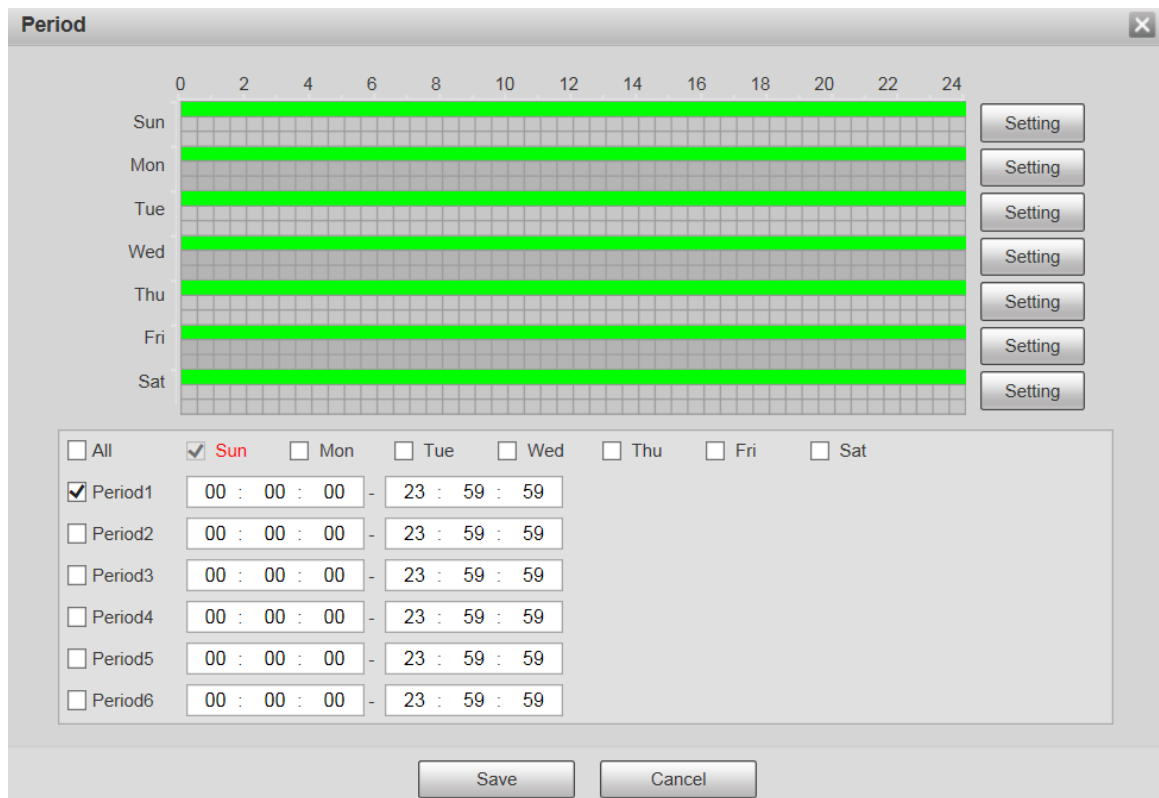 Period
0 2 4 6 8 10 12 14 16 18 20 22 24
Sun Setting
Mon Setting
Tue Setting
Wed Setting
Thu Setting
Fri Setting
Sat Setting
All Sun Mon Tue Wed Thu Fri Sat
Period1 00 : 00 : 00 - 23 : 59 : 59
Period2 00 : 00 : 00 - 23 : 59 : 59
Period3 00 : 00 : 00 - 23 : 59 : 59
Period4 00 : 00 : 00 - 23 : 59 : 59
Period5 00 : 00 : 00 - 23 : 59 : 59
Period6 00 : 00 : 00 - 23 : 59 : 59
Save Cancel